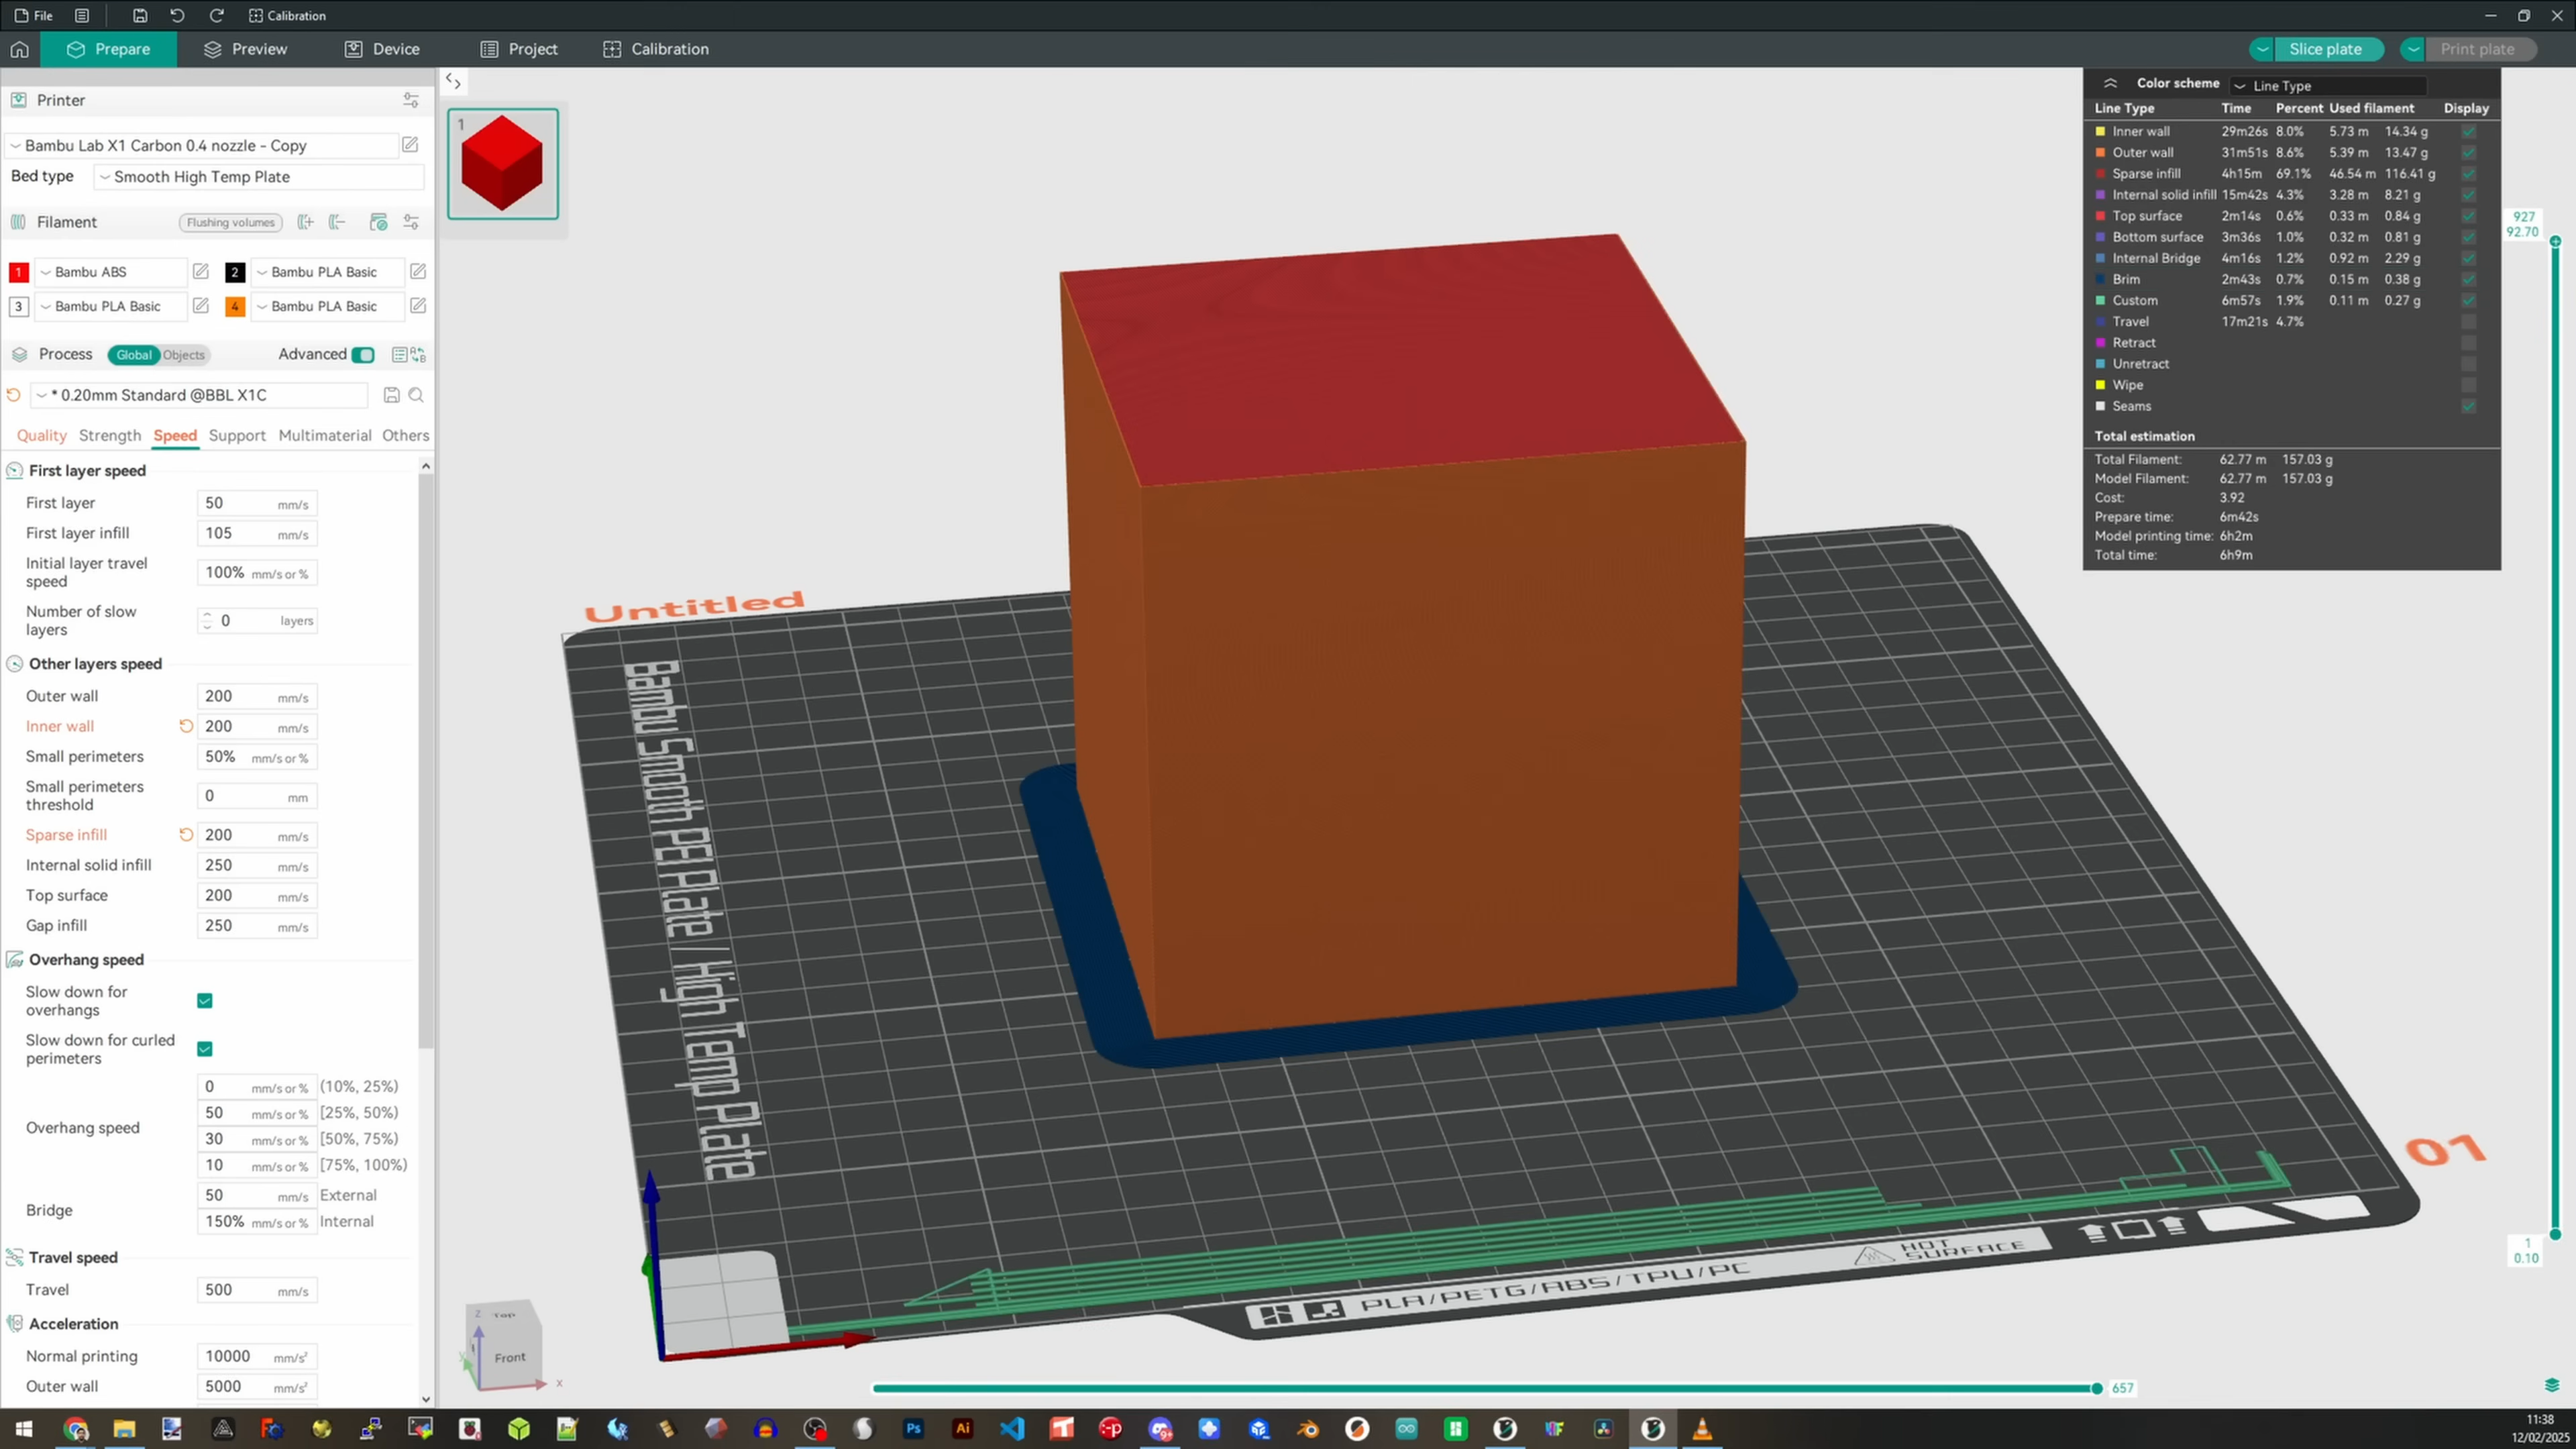 File
Calibration
Prepare
Preview
Device
Project
Calibration
Slice plate
Print plate
Printer
Bambu Lab X1 Carbon 0.4 nozzle - Copy
Bed type
Smooth High Temp Plate
Filament
Flushing volumes
1 Bambu ABS
2 Bambu PLA Basic
3 Bambu PLA Basic
4 Bambu PLA Basic
Process Global Objects Advanced
* 0.20mm Standard @BBL X1C
Quality Strength Speed Support Multimaterial Others
First layer speed
First layer 50 mm/s
First layer infill 105 mm/s
Initial layer travel
speed
100% mm/s or %
Number of slow
layers
0 layers
Other layers speed
Outer wall 200 mm/s
Inner wall 200 mm/s
Small perimeters 50% mm/s or %
Small perimeters
threshold
0 mm
Sparse infill 200 mm/s
Internal solid infill 250 mm/s
Top surface 200 mm/s
Gap infill 250 mm/s
Overhang speed
Slow down for
overhangs
Slow down for curled
perimeters
Overhang speed
0 mm/s or % (10%, 25%)
50 mm/s or % [25%, 50%)
30 mm/s or % [50%, 75%)
10 mm/s or % [75%, 100%)
Bridge
50 mm/s External
150% mm/s or % Internal
Travel speed
Travel 500 mm/s
Acceleration
Normal printing 10000 mm/s²
Outer wall 5000 mm/s²
1
Untitled
Bambu Smooth PEI Plate / High Temp Plate
01
HOT
SURFACE
PLA/PETG/ABS/TPU/PC
Top
Front
Z
X
Color scheme Line Type
Line Type Time Percent Used filament Display
Inner wall 29m26s 8.0% 5.73 m 14.34 g
Outer wall 31m51s 8.6% 5.39 m 13.47 g
Sparse infill 4h15m 69.1% 46.54 m 116.41 g
Internal solid infill 15m42s 4.3% 3.28 m 8.21 g
Top surface 2m14s 0.6% 0.33 m 0.84 g
Bottom surface 3m36s 1.0% 0.32 m 0.81 g
Internal Bridge 4m16s 1.2% 0.92 m 2.29 g
Brim 2m43s 0.7% 0.15 m 0.38 g
Custom 6m57s 1.9% 0.11 m 0.27 g
Travel 17m21s 4.7%
Retract
Unretract
Wipe
Seams
Total estimation
Total Filament: 62.77 m 157.03 g
Model Filament: 62.77 m 157.03 g
Cost: 3.92
Prepare time: 6m42s
Model printing time: 6h2m
Total time: 6h9m
927
92.70
1
0.10
657
Ps
Ai
9+
11:38
12/02/2025